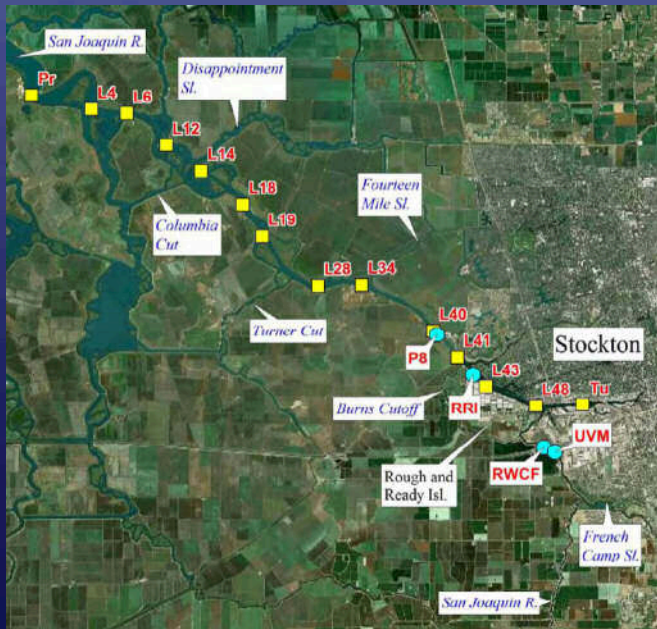 San Joaquin R.
Pr
L4
L6
Disappointment
Sl.
L12
L14
L18
L19
Columbia
Cut
Fourteen
Mile Sl.
L28
L34
Turner Cut
L40
P8
L41
Stockton
L43
RRI
Burns Cutoff
L48
Tu
UVM
RWCF
Rough and
Ready Isl.
French
Camp Sl.
San Joaquin R.